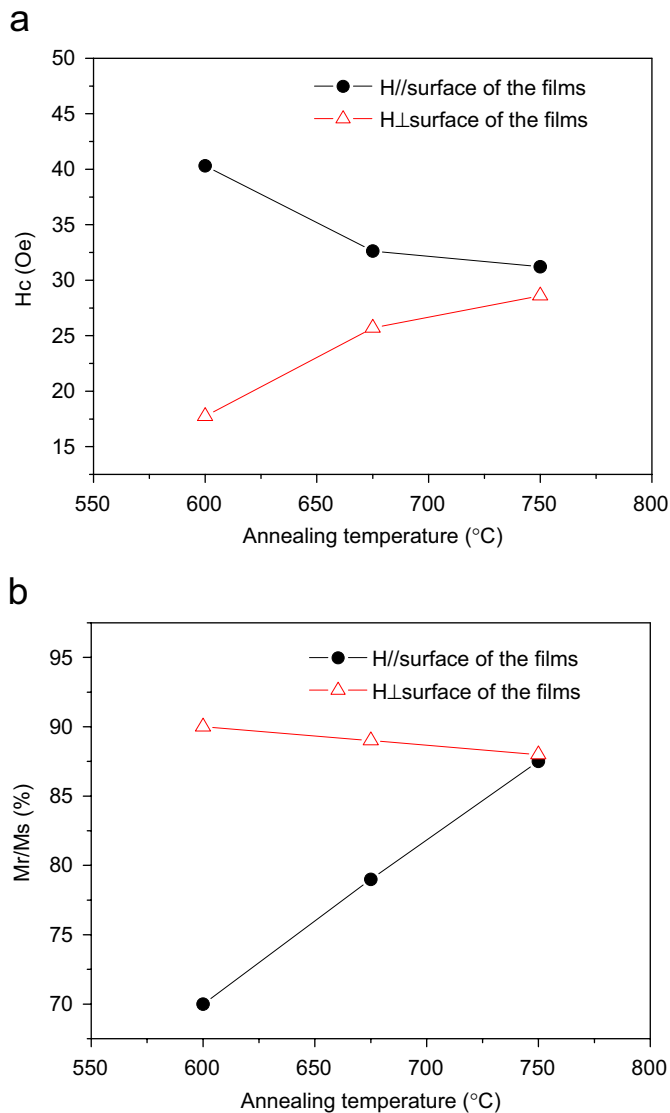 a
50
45
40
35
30
25
20
15
Hc (Oe)
H//surface of the films
H⊥surface of the films
550 600 650 700 750 800
Annealing temperature (°C)
b
95
90
85
80
75
70
Mr/Ms (%)
H//surface of the films
H⊥surface of the films
550 600 650 700 750 800
Annealing temperature (°C)